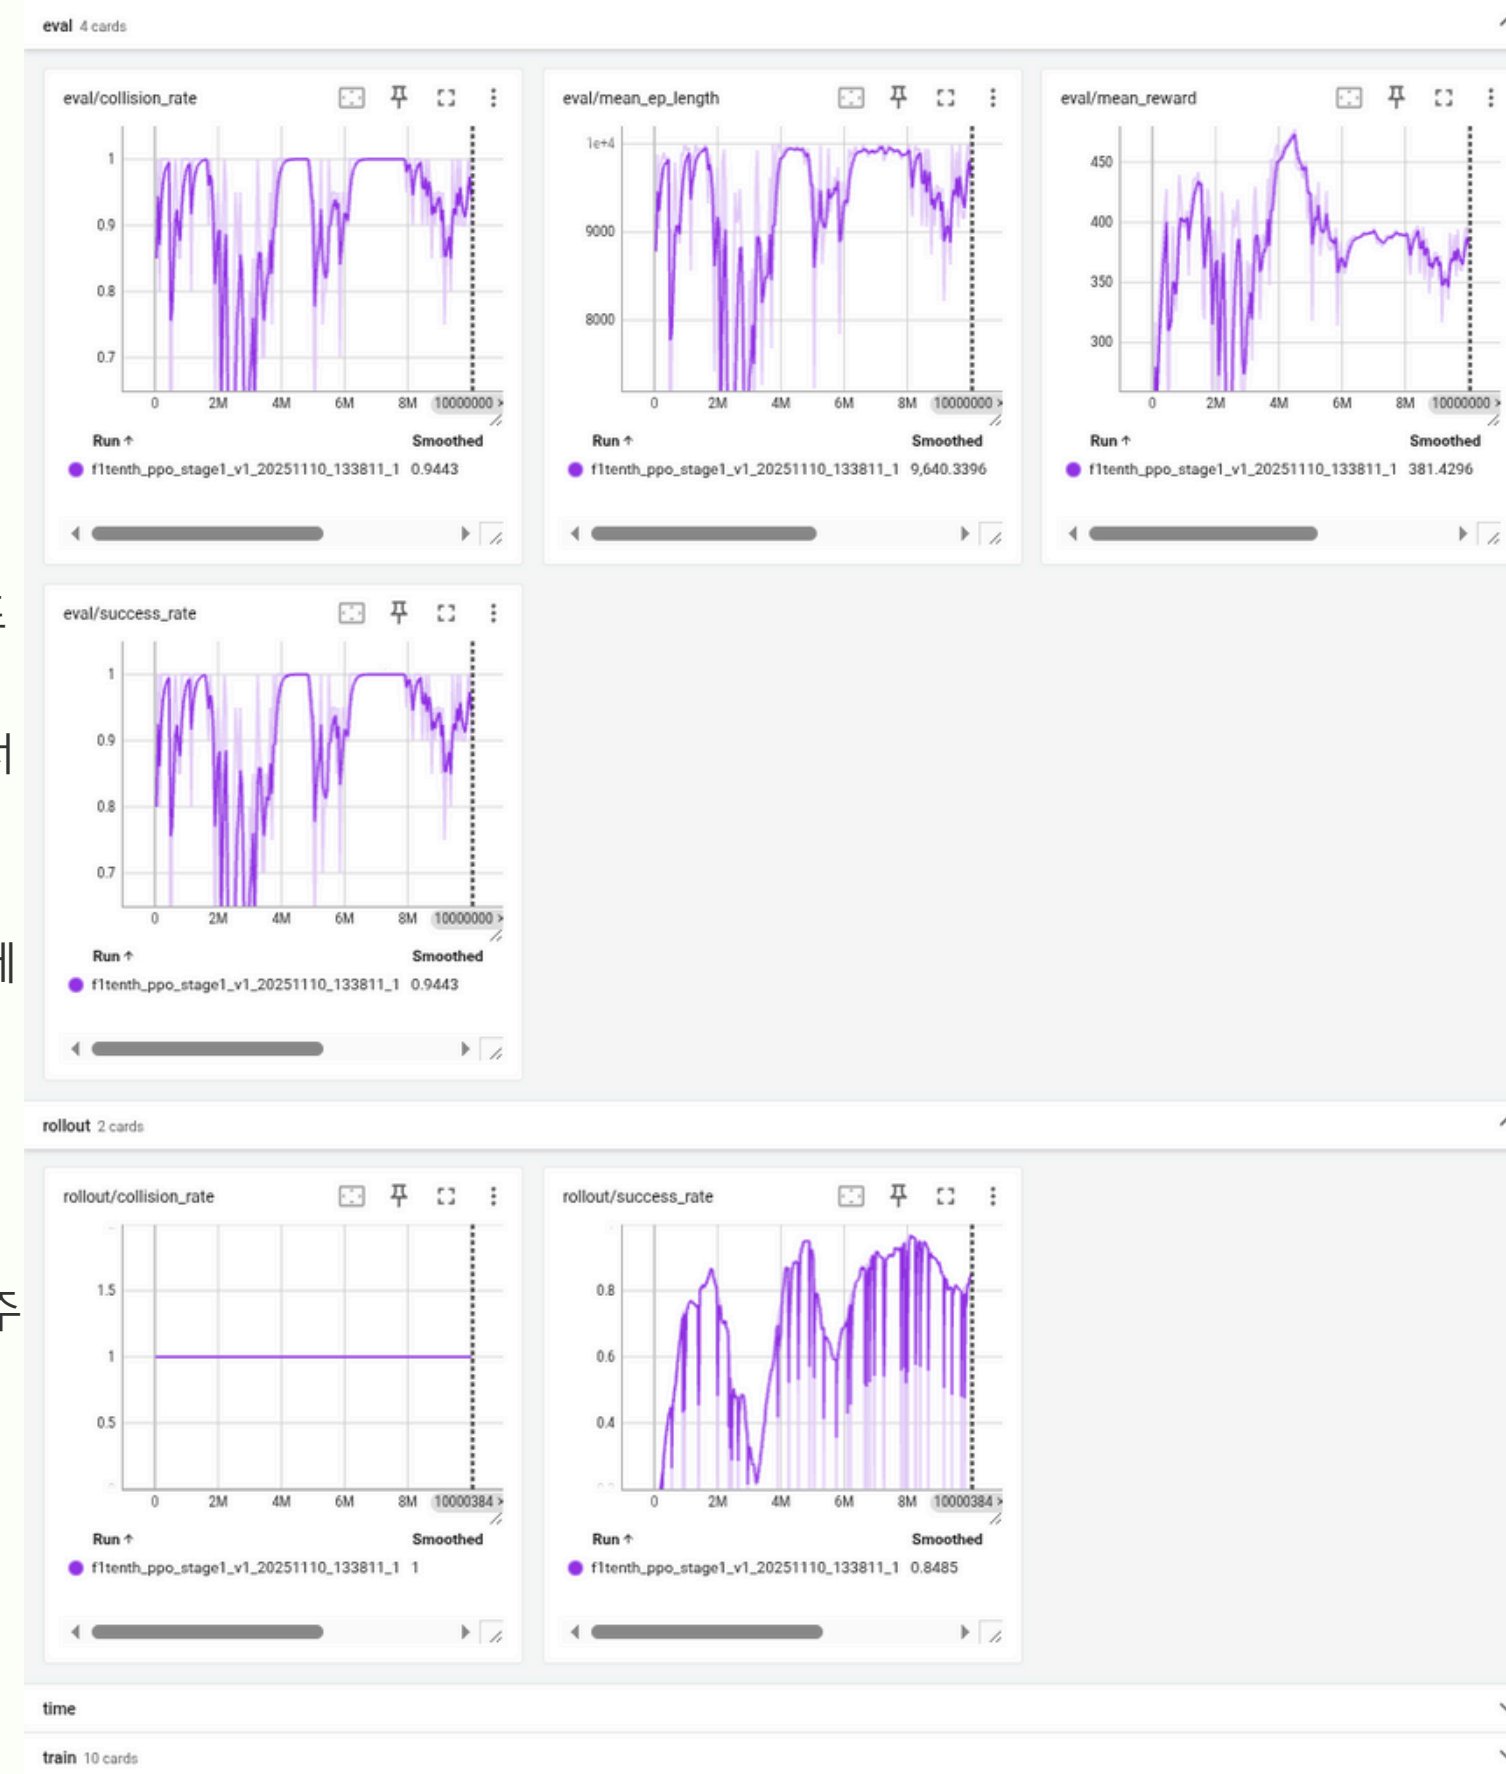 eval 4 cards
eval/collision_rate
1
0.9
0.8
0.7
0 2M 4M 6M 8M 10000000
Run ↑ Smoothed
f1tenth_ppo_stage1_v1_20251110_133811_1 0.9443
eval/mean_ep_length
1e+4
9000
8000
0 2M 4M 6M 8M 10000000
Run ↑ Smoothed
f1tenth_ppo_stage1_v1_20251110_133811_1 9,640.3396
eval/mean_reward
450
400
350
300
0 2M 4M 6M 8M 10000000
Run ↑ Smoothed
f1tenth_ppo_stage1_v1_20251110_133811_1 381.4296
eval/success_rate
1
0.9
0.8
0.7
0 2M 4M 6M 8M 10000000
Run ↑ Smoothed
f1tenth_ppo_stage1_v1_20251110_133811_1 0.9443
rollout 2 cards
rollout/collision_rate
1.5
1
0.5
0 2M 4M 6M 8M 10000384
Run ↑ Smoothed
f1tenth_ppo_stage1_v1_20251110_133811_1 1
rollout/success_rate
0.8
0.6
0.4
0 2M 4M 6M 8M 10000384
Run ↑ Smoothed
f1tenth_ppo_stage1_v1_20251110_133811_1 0.8485
time
train 10 cards
주